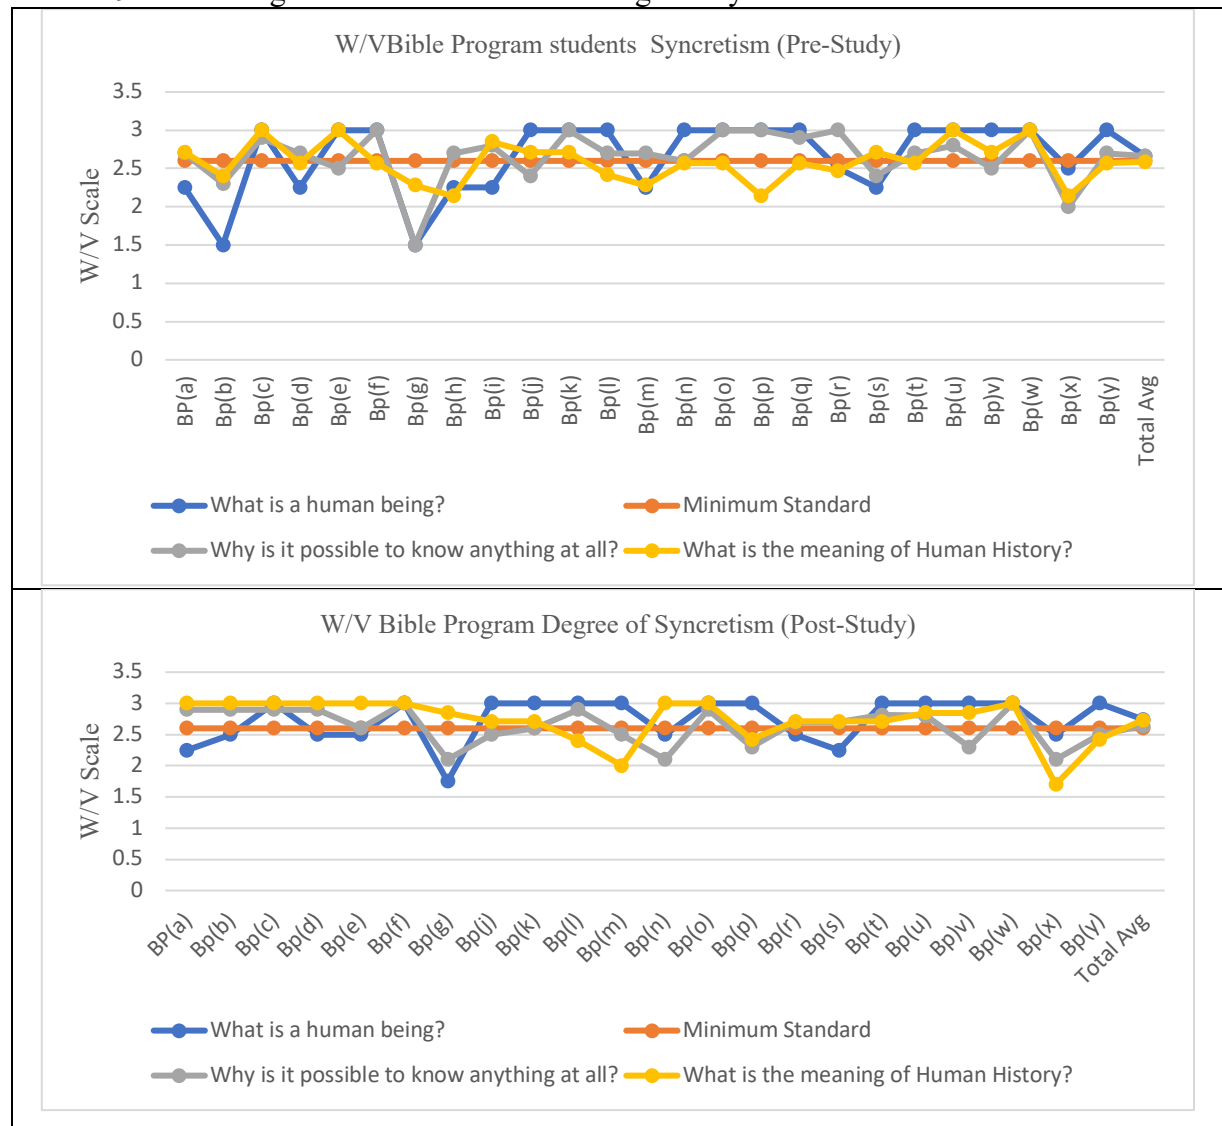 W/VBible Program students Syncretism (Pre-Study)
3.5
3
2.5
2
1.5
1
0.5
0
W/V Scale
BP(a) Bp(b) Bp(c) Bp(d) Bp(e) Bp(f) Bp(g) Bp(h) Bp(i) Bp(j) Bp(k) Bp(l) Bp(m) Bp(n) Bp(o) Bp(p) Bp(q) Bp(r) Bp(s) Bp(t) Bp(u) Bp)v) Bp(w) Bp(x) Bp(y) Total Avg
What is a human being? Minimum Standard
Why is it possible to know anything at all? What is the meaning of Human History?
W/V Bible Program Degree of Syncretism (Post-Study)
3.5
3
2.5
2
1.5
1
0.5
0
W/V Scale
BP(a) Bp(b) Bp(c) Bp(d) Bp(e) Bp(f) Bp(g) Bp(j) Bp(k) Bp(l) Bp(m) Bp(n) Bp(o) Bp(p) Bp(r) Bp(s) Bp(t) Bp(u) Bp)v) Bp(w) Bp(x) Bp(y) Total Avg
What is a human being? Minimum Standard
Why is it possible to know anything at all? What is the meaning of Human History?